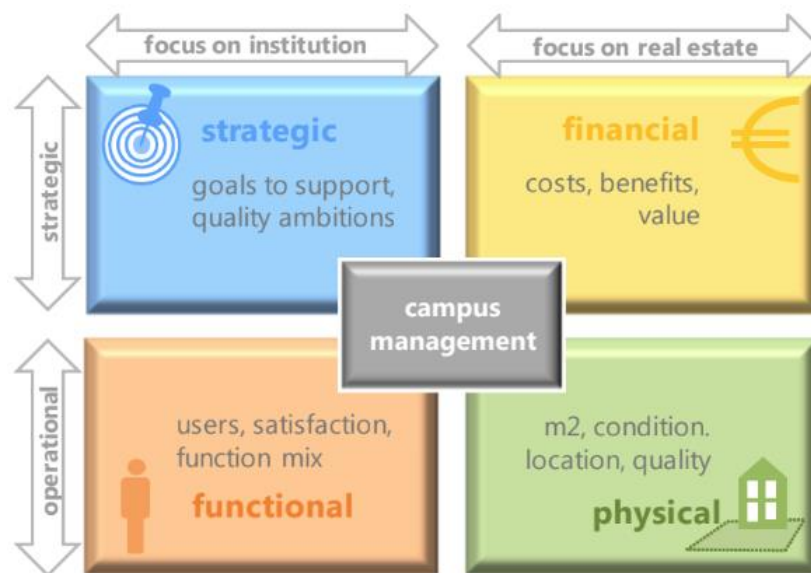 focus on institution
focus on real estate
strategic
strategic
goals to support,
quality ambitions
financial
costs, benefits,
value
campus
management
operational
users, satisfaction,
function mix
functional
m2, condition.
location, quality
physical